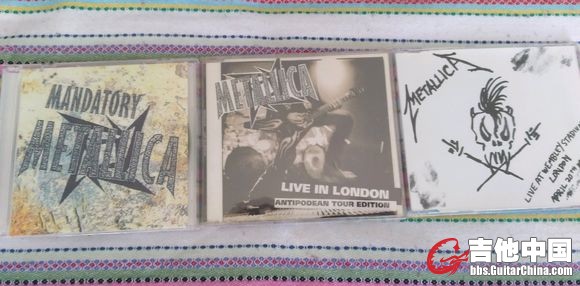 MANDATORY
METALLICA
METALLICA
LIVE IN LONDON
ANTIPODEAN TOUR EDITION
METALLICA
LIVE AT WEMBLEY STADIUM
LONDON
APRIL 20TH
吉他中国
bbs.GuitarChina.com